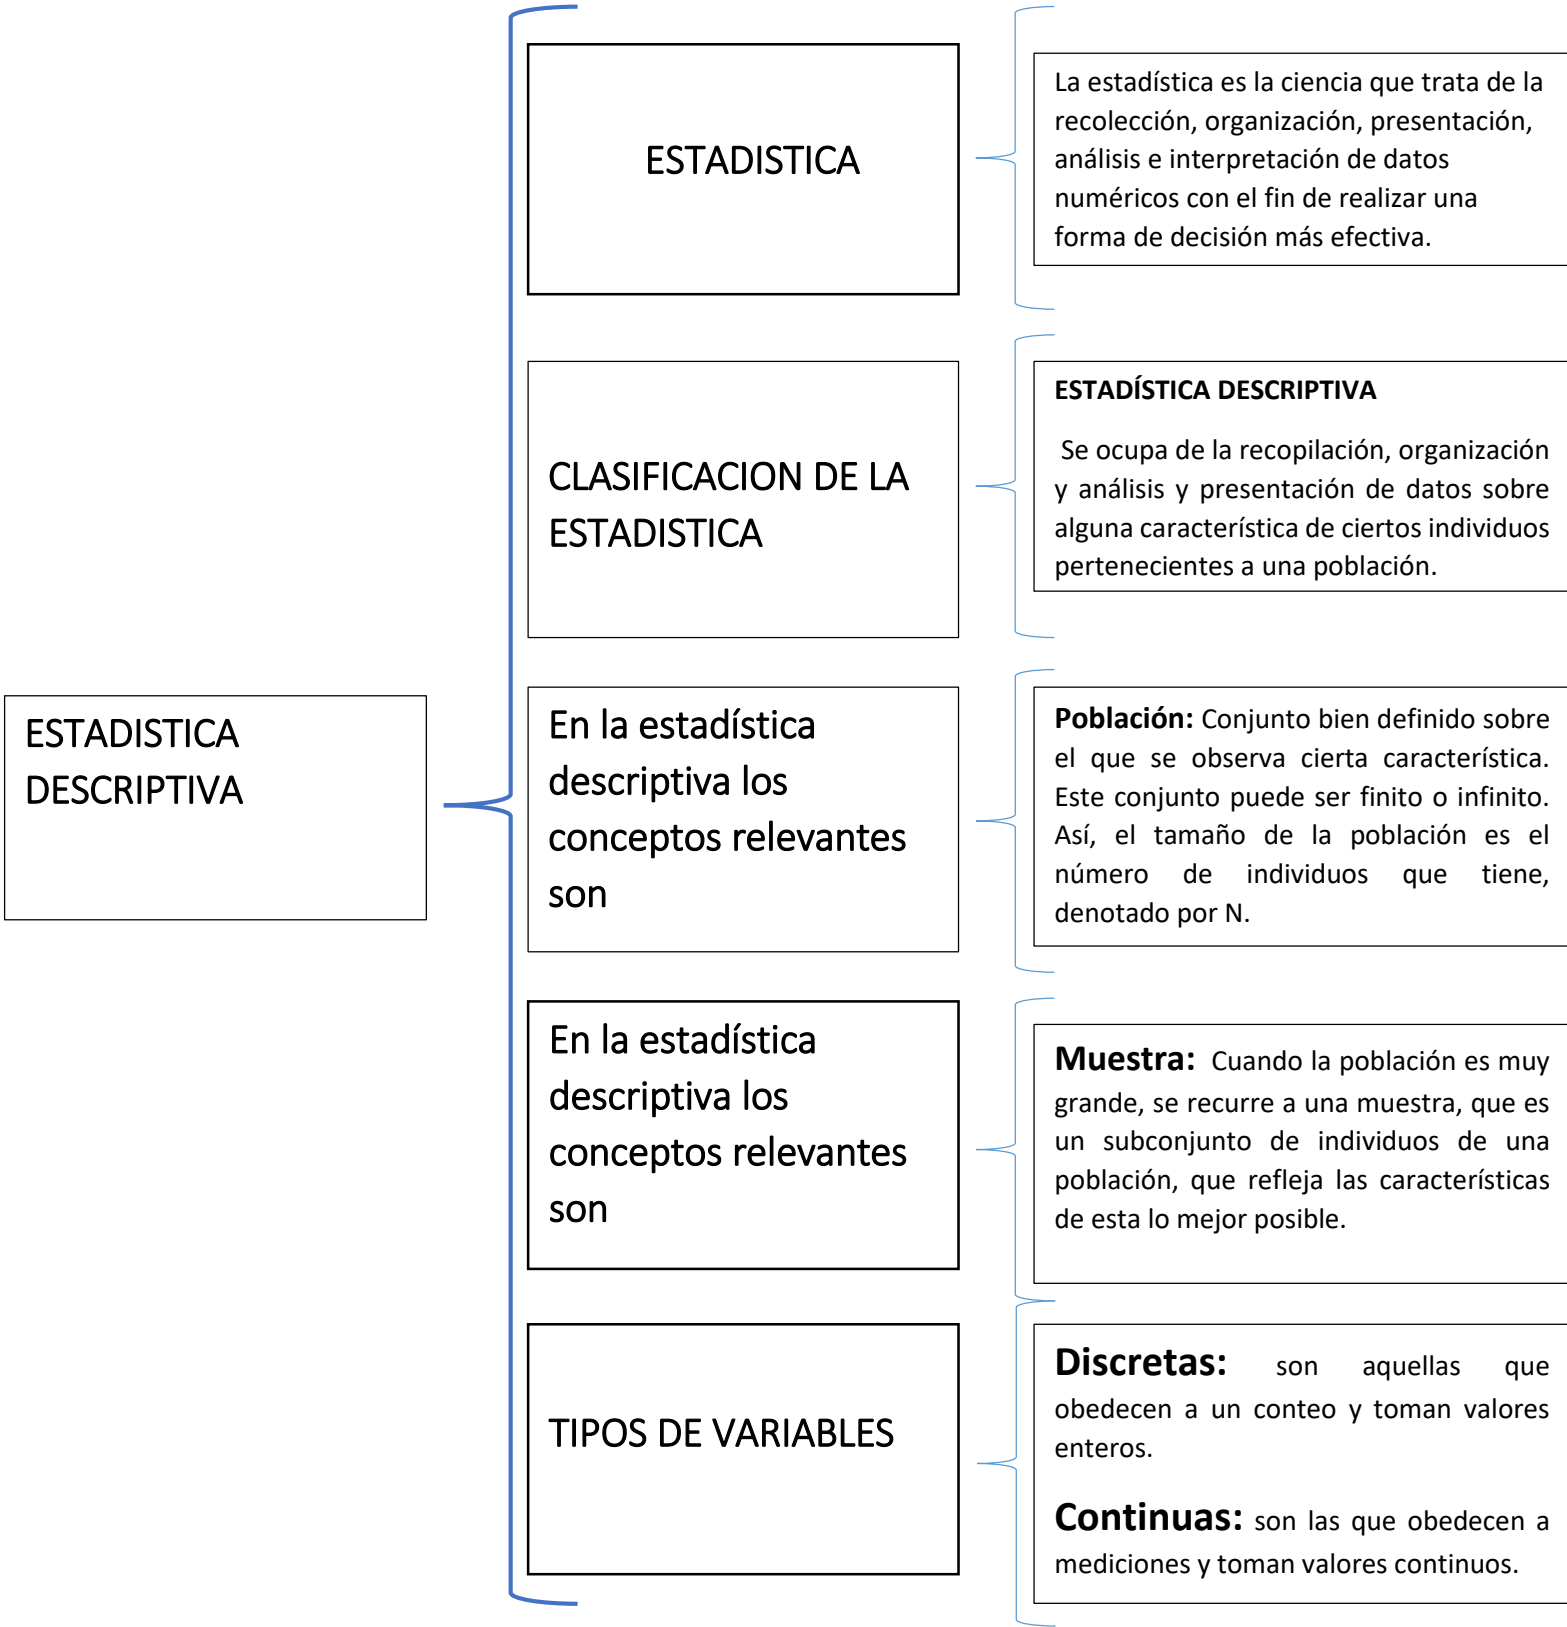 ESTADISTICA
La estadística es la ciencia que trata de la
recolección, organización, presentación,
análisis e interpretación de datos
numéricos con el fin de realizar una
forma de decisión más efectiva.
CLASIFICACION DE LA
ESTADISTICA
ESTADÍSTICA DESCRIPTIVA
Se ocupa de la recopilación, organización
y análisis y presentación de datos sobre
alguna característica de ciertos individuos
pertenecientes a una población.
ESTADISTICA
DESCRIPTIVA
En la estadística
descriptiva los
conceptos relevantes
son
Población: Conjunto bien definido sobre
el que se observa cierta característica.
Este conjunto puede ser finito o infinito.
Así, el tamaño de la población es el
número de individuos que tiene,
denotado por N.
En la estadística
descriptiva los
conceptos relevantes
son
Muestra: Cuando la población es muy
grande, se recurre a una muestra, que es
un subconjunto de individuos de una
población, que refleja las características
de esta lo mejor posible.
TIPOS DE VARIABLES
Discretas: son aquellas que
obedecen a un conteo y toman valores
enteros.
Continuas: son las que obedecen a
mediciones y toman valores continuos.